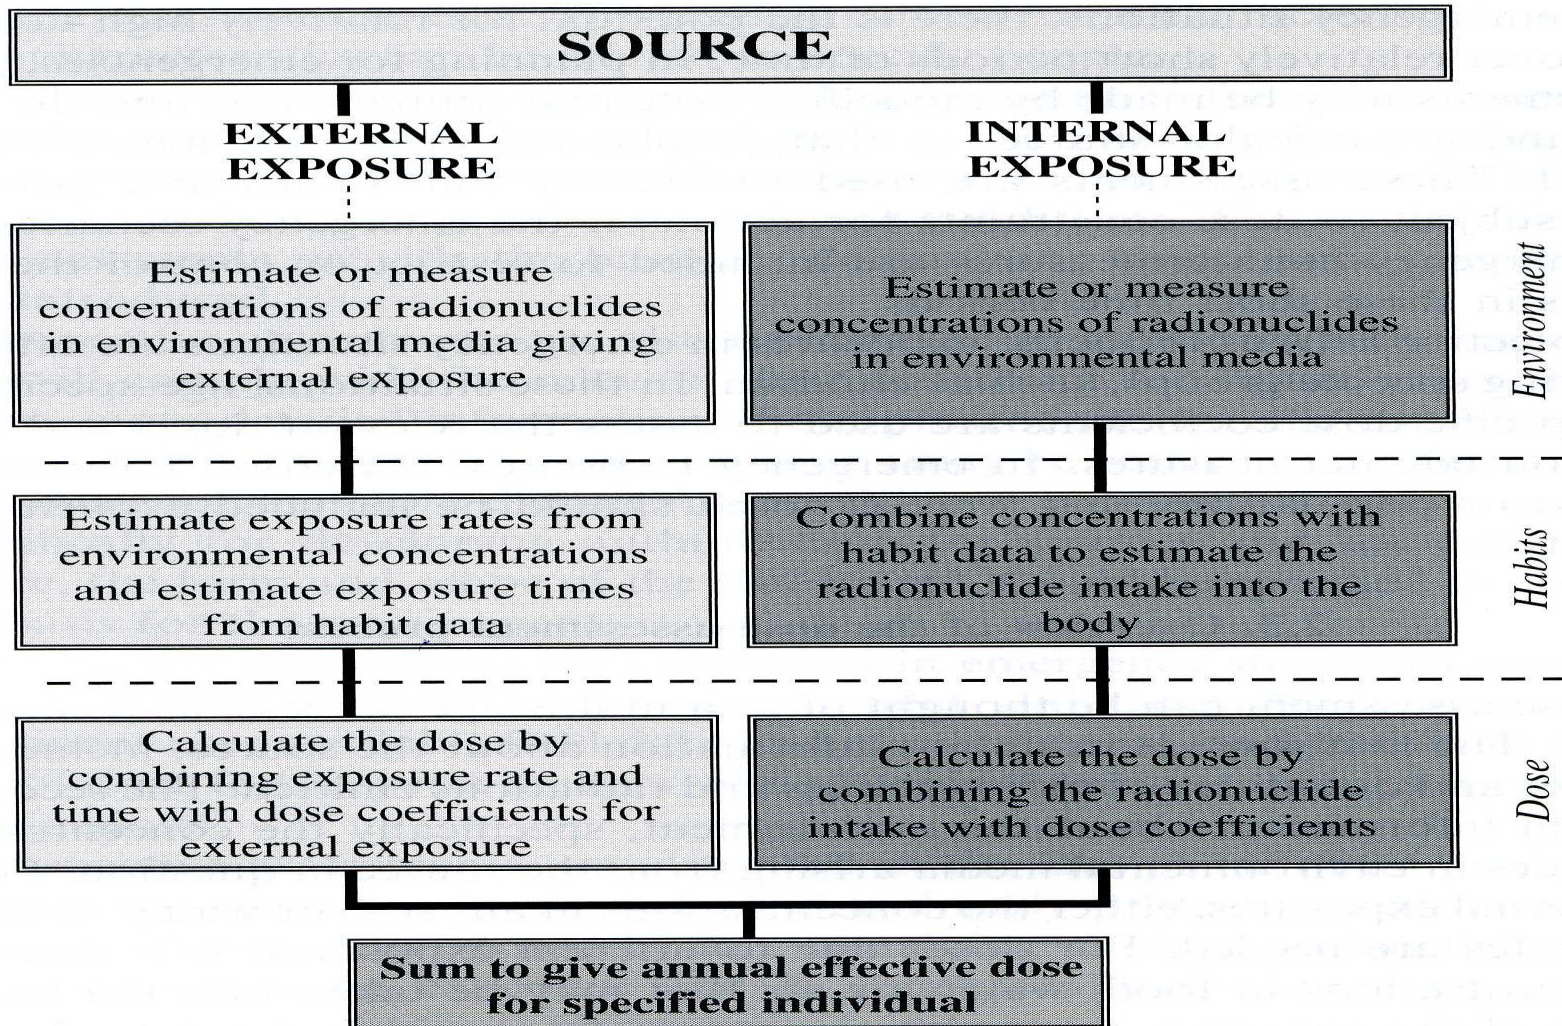 SOURCE
EXTERNAL
EXPOSURE
INTERNAL
EXPOSURE
Estimate or measure
concentrations of radionuclides
in environmental media giving
external exposure
Estimate or measure
concentrations of radionuclides
in environmental media
Environment
Estimate exposure rates from
environmental concentrations
and estimate exposure times
from habit data
Combine concentrations with
habit data to estimate the
radionuclide intake into the
body
Habits
Calculate the dose by
combining exposure rate and
time with dose coefficients for
external exposure
Calculate the dose by
combining the radionuclide
intake with dose coefficients
Dose
Sum to give annual effective dose
for specified individual